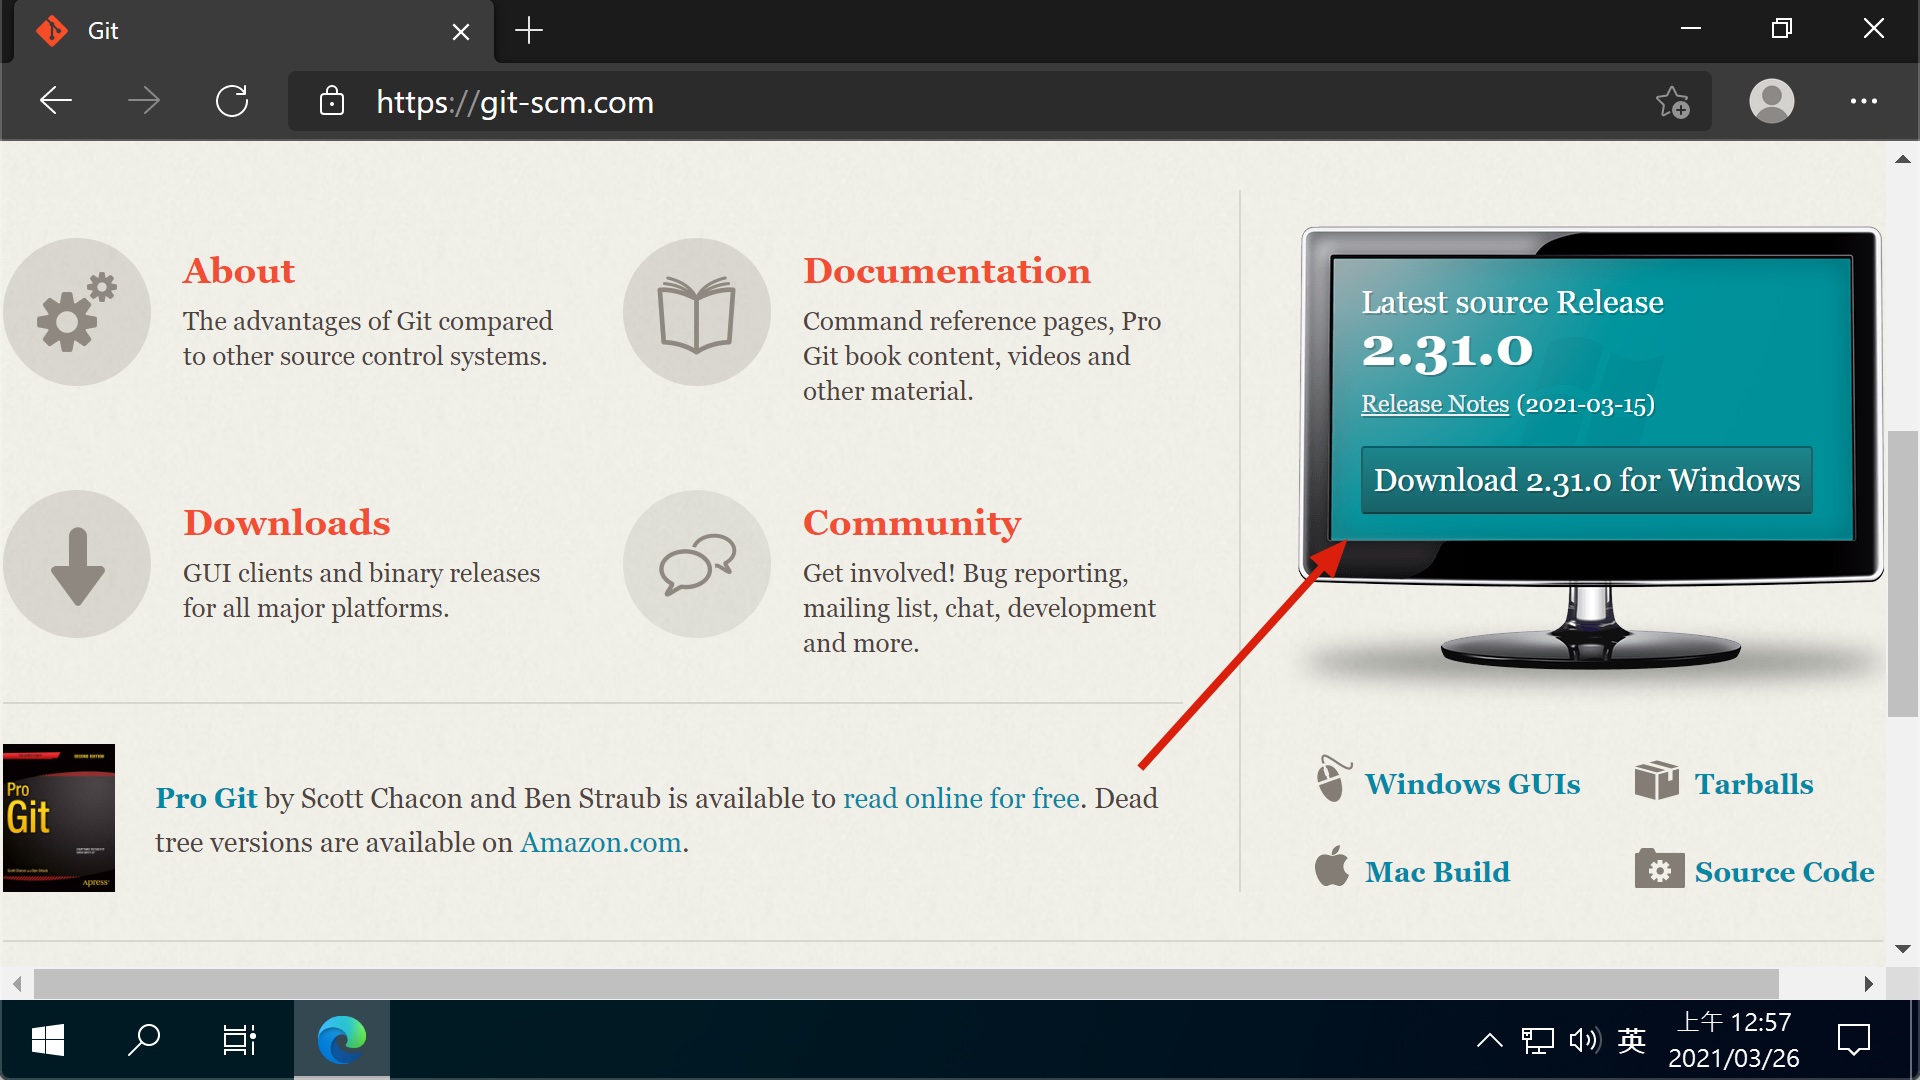 Git
https://git-scm.com
About
The advantages of Git compared
to other source control systems.
Documentation
Command reference pages, Pro
Git book content, videos and
other material.
Downloads
GUI clients and binary releases
for all major platforms.
Community
Get involved! Bug reporting,
mailing list, chat, development
and more.
Latest source Release
2.31.0
Release Notes (2021-03-15)
Download 2.31.0 for Windows
Pro
Git
Apress
Pro Git by Scott Chacon and Ben Straub is available to read online for free. Dead
tree versions are available on Amazon.com.
Windows GUIs
Tarballs
Mac Build
Source Code
英
上午 12:57
2021/03/26